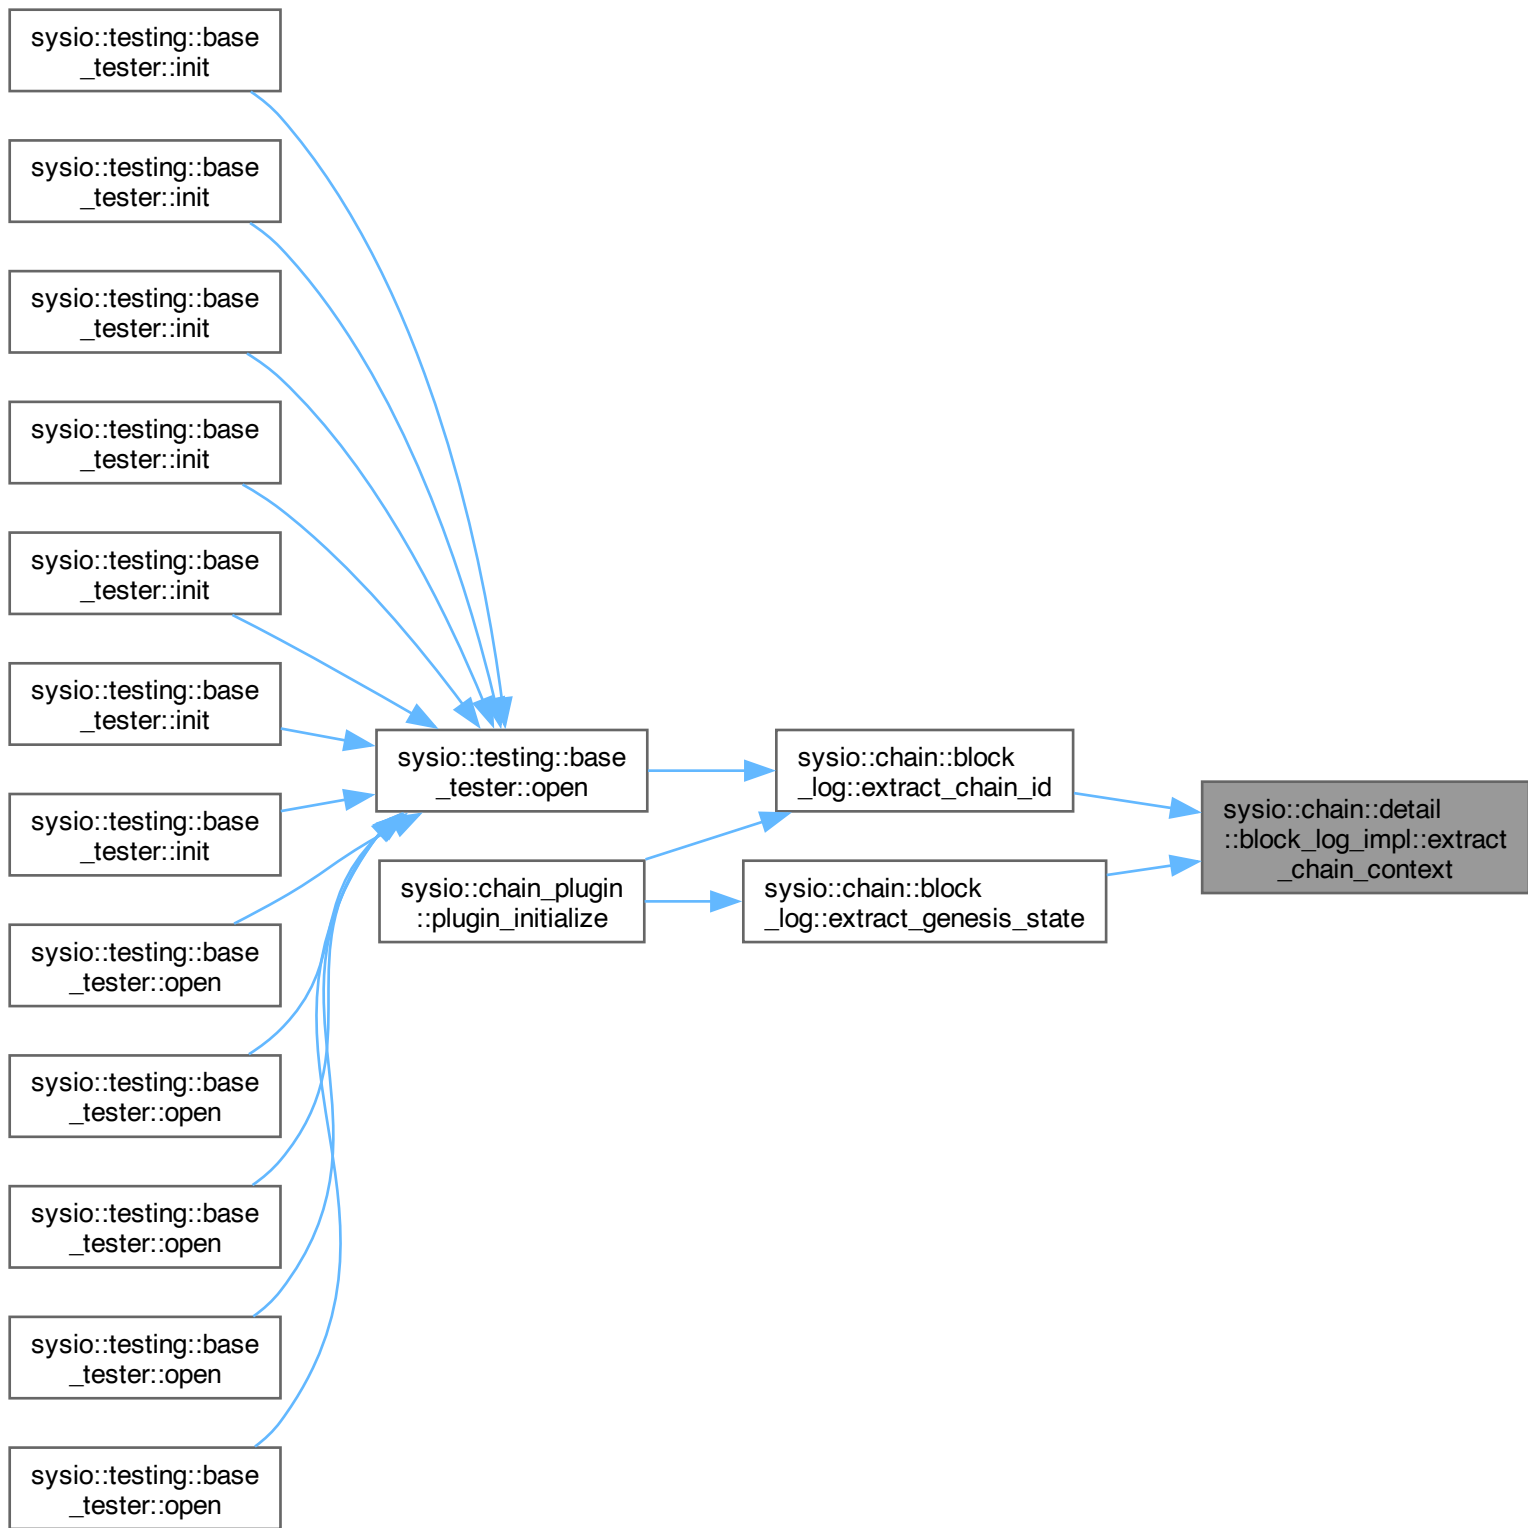 sysio::testing::base
_tester::init
sysio::testing::base
_tester::init
sysio::testing::base
_tester::init
sysio::testing::base
_tester::init
sysio::testing::base
_tester::init
sysio::testing::base
_tester::init
sysio::testing::base
_tester::init
sysio::testing::base
_tester::open
sysio::testing::base
_tester::open
sysio::testing::base
_tester::open
sysio::testing::base
_tester::open
sysio::testing::base
_tester::open
sysio::testing::base
_tester::open
sysio::chain_plugin
::plugin_initialize
sysio::chain::block
_log::extract_chain_id
sysio::chain::block
_log::extract_genesis_state
sysio::chain::detail
::block_log_impl::extract
_chain_context